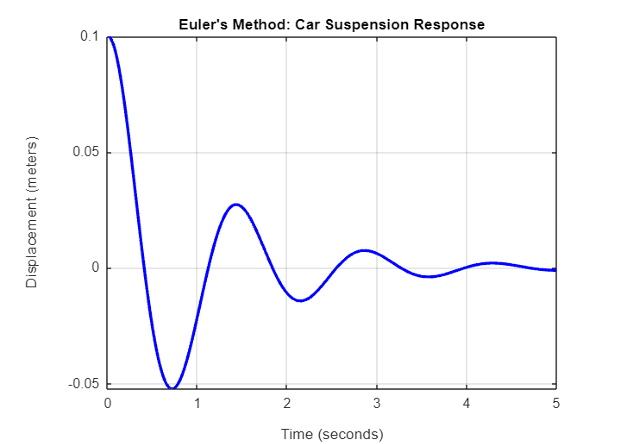 Euler's Method: Car Suspension Response
0.1
0.05
0
-0.05
Displacement (meters)
0 1 2 3 4 5
Time (seconds)